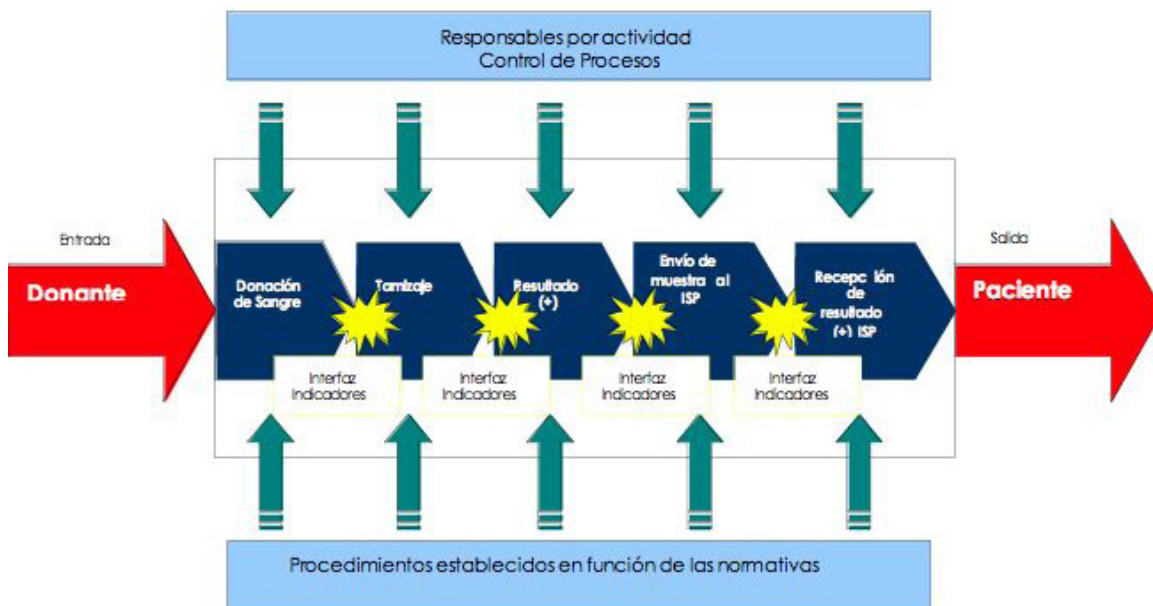 Responsables por actividad
Control de Procesos
Entrada
Donante
Donación
de Sangre
Tamizaje
Resultado
(+)
Envío de
muestra al
ISP
Recepc ión
de
resultado
(+) ISP
Salida
Paciente
Interfaz
Indicadores
Interfaz
Indicadores
Interfaz
Indicadores
Interfaz
Indicadores
Procedimientos establecidos en función de las normativas